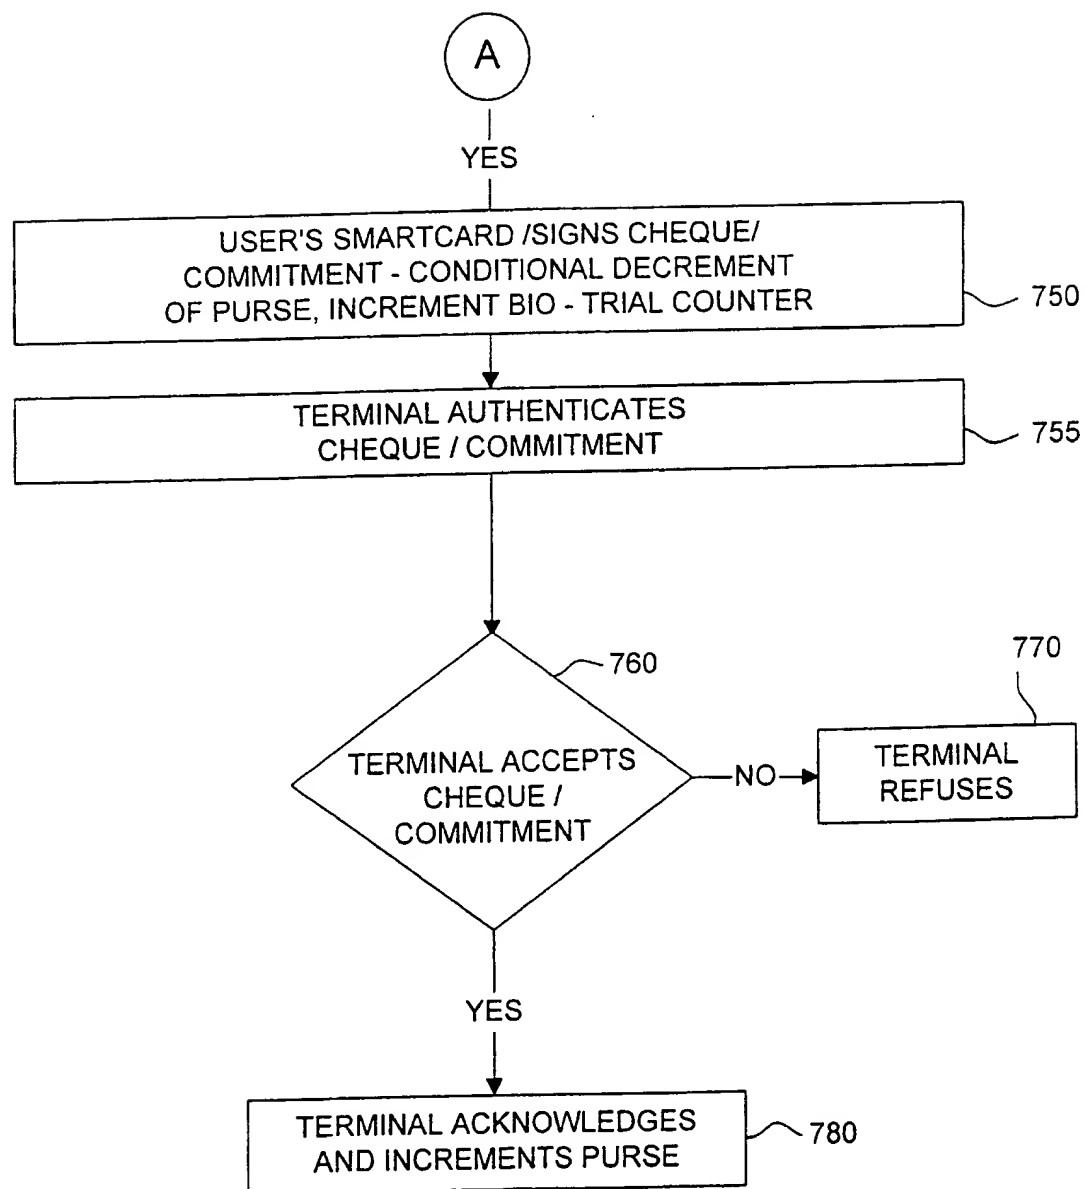 A
YES
USER'S SMARTCARD /SIGNS CHEQUE/
COMMITMENT - CONDITIONAL DECREMENT
OF PURSE, INCREMENT BIO - TRIAL COUNTER
750
TERMINAL AUTHENTICATES
CHEQUE / COMMITMENT
755
760
770
TERMINAL ACCEPTS
CHEQUE /
COMMITMENT
NO
TERMINAL
REFUSES
YES
TERMINAL ACKNOWLEDGES
AND INCREMENTS PURSE
780